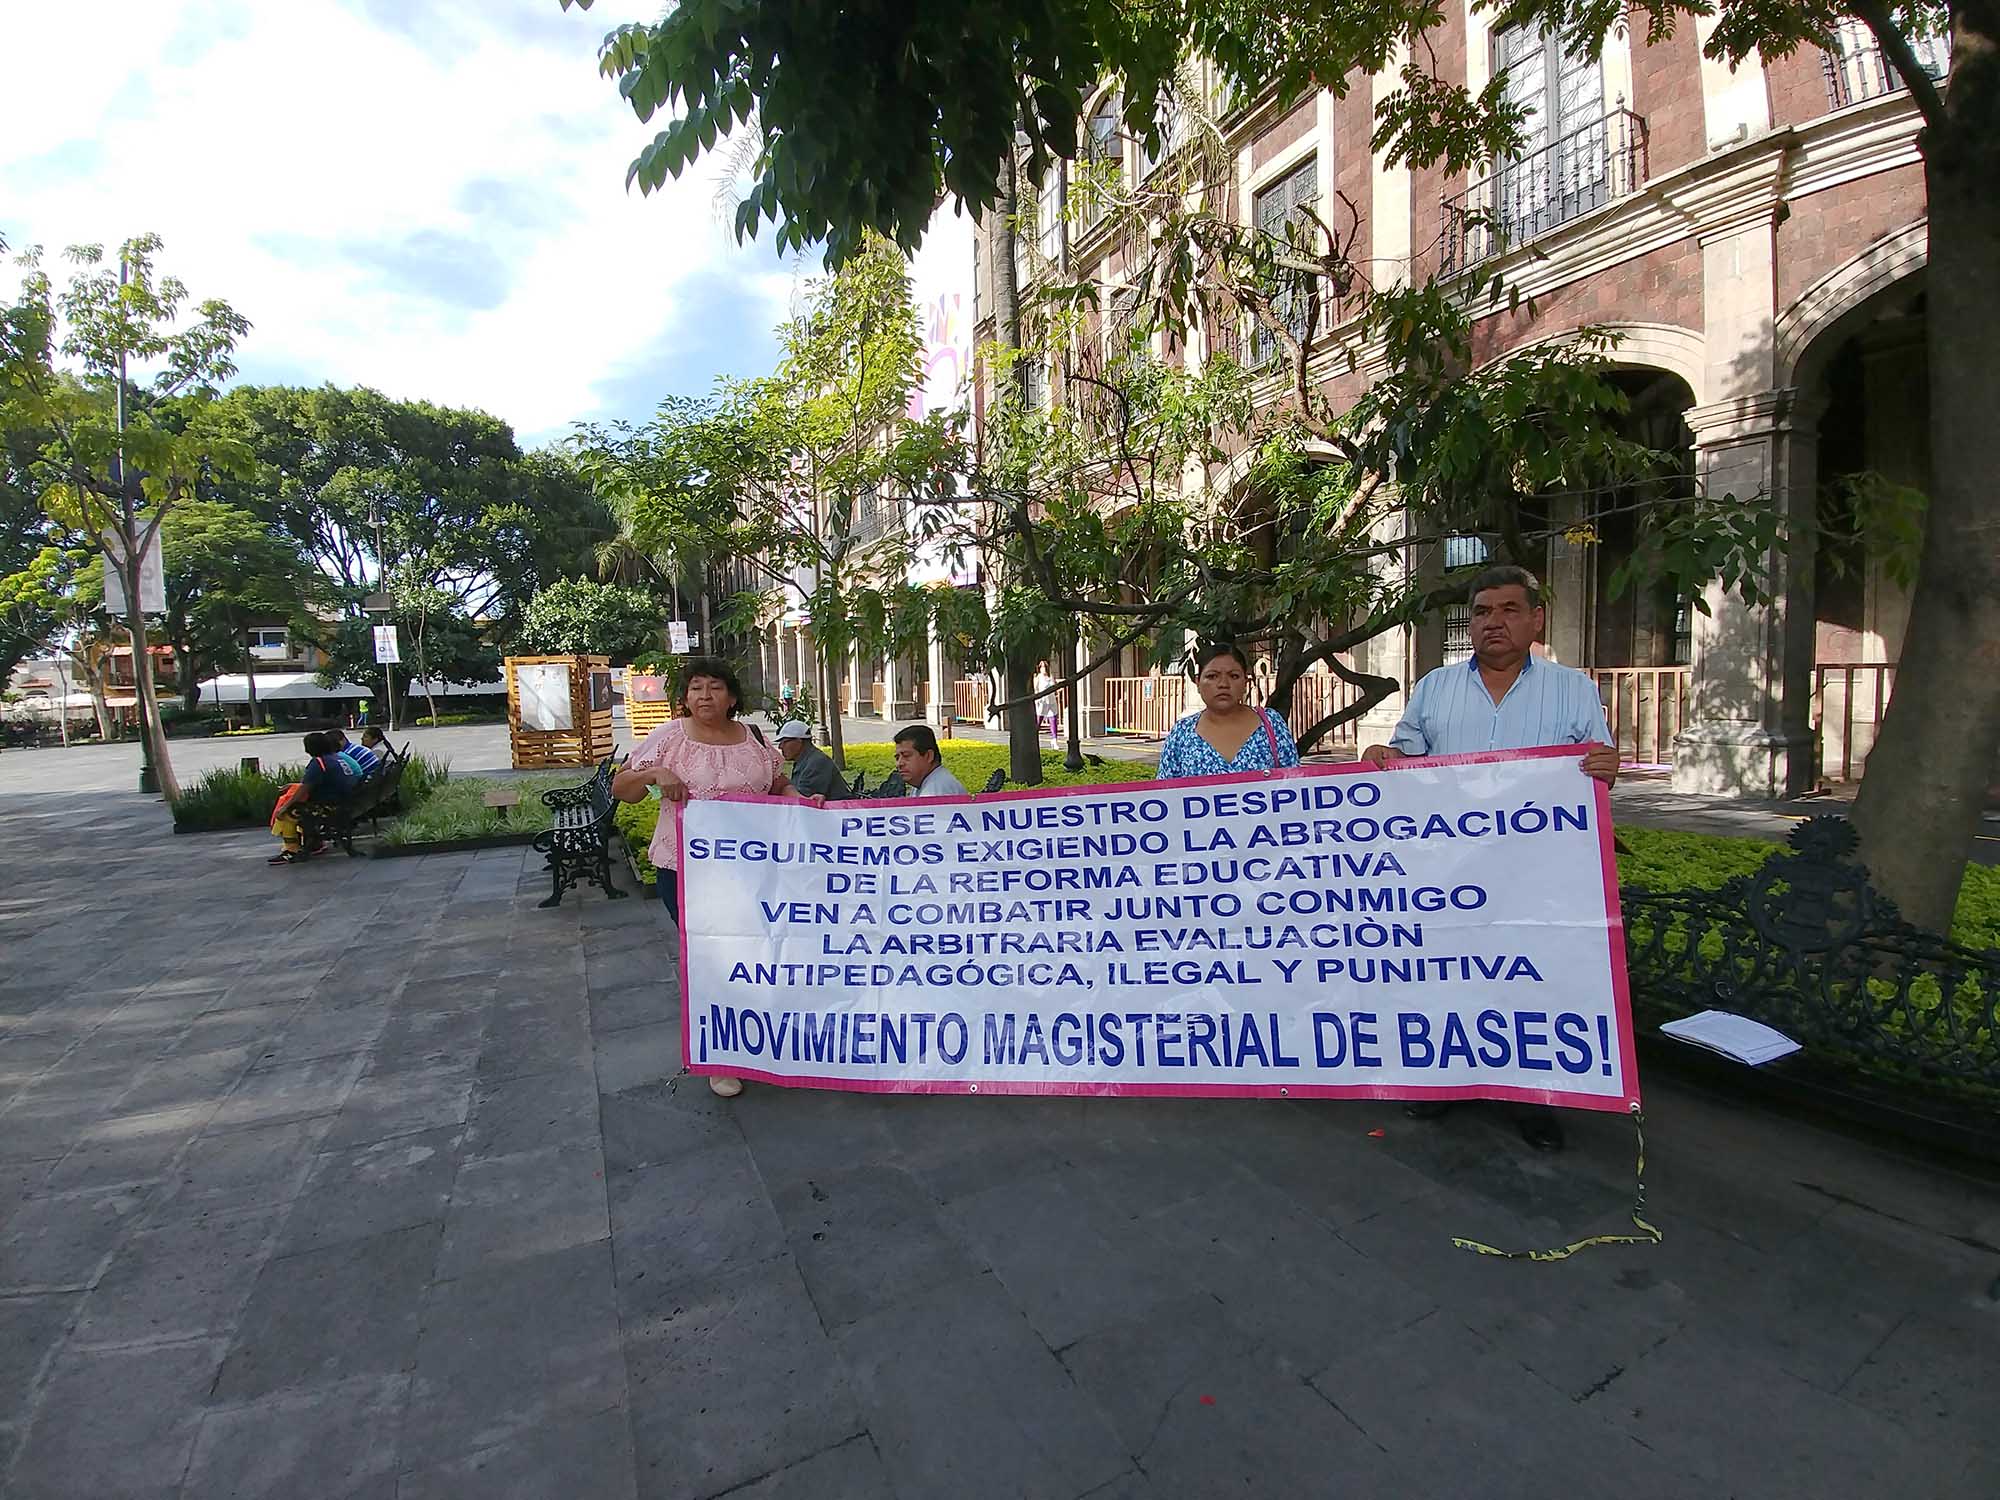 PESE A NUESTRO DESPIDO
SEGUIREMOS EXIGIENDO LA ABROGACIÓN
DE LA REFORMA EDUCATIVA
VEN A COMBATIR JUNTO CONMIGO
LA ARBITRARIA EVALUACIÒN
ANTIPEDAGÓGICA, ILEGAL Y PUNITIVA
¡MOVIMIENTO MAGISTERIAL DE BASES!